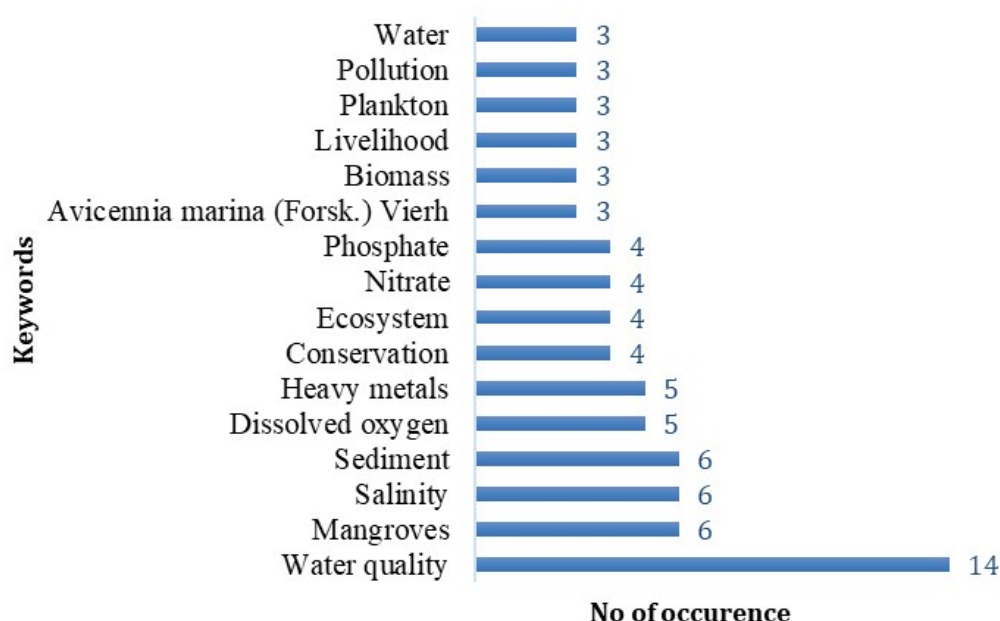 Keywords
Water 3
Pollution 3
Plankton 3
Livelihood 3
Biomass 3
Avicennia marina (Forsk.) Vierh 3
Phosphate 4
Nitrate 4
Ecosystem 4
Conservation 4
Heavy metals 5
Dissolved oxygen 5
Sediment 6
Salinity 6
Mangroves 6
Water quality 14
No of occurence